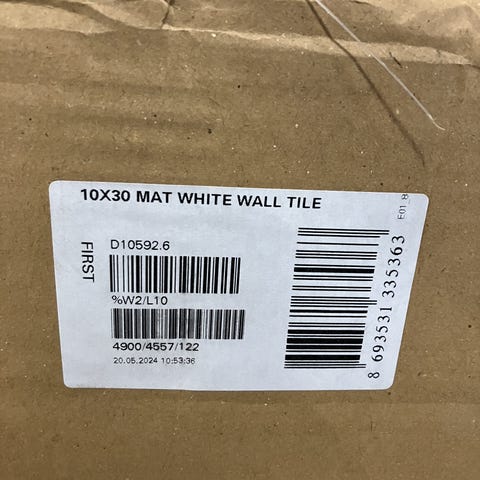 10X30 MAT WHITE WALL TILE
FIRST
D10592.6
%W2/L10
4900/4557/122
20.05.2024 10:53:36
8 693531 335363
E01_8